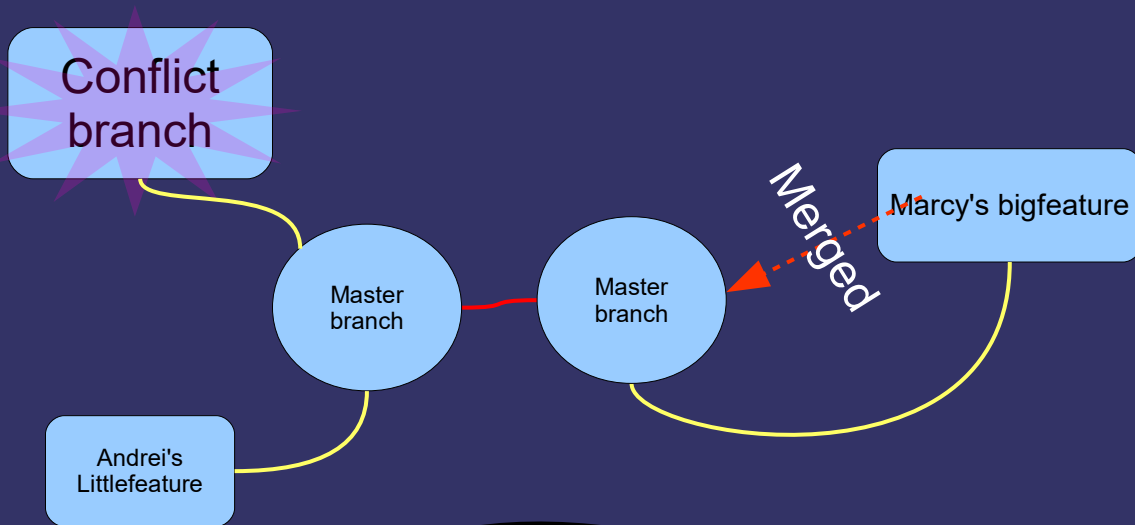 Conflict
branch
Merged
Marcy's bigfeature
Master
branch
Master
branch
Andrei's
Littlefeature